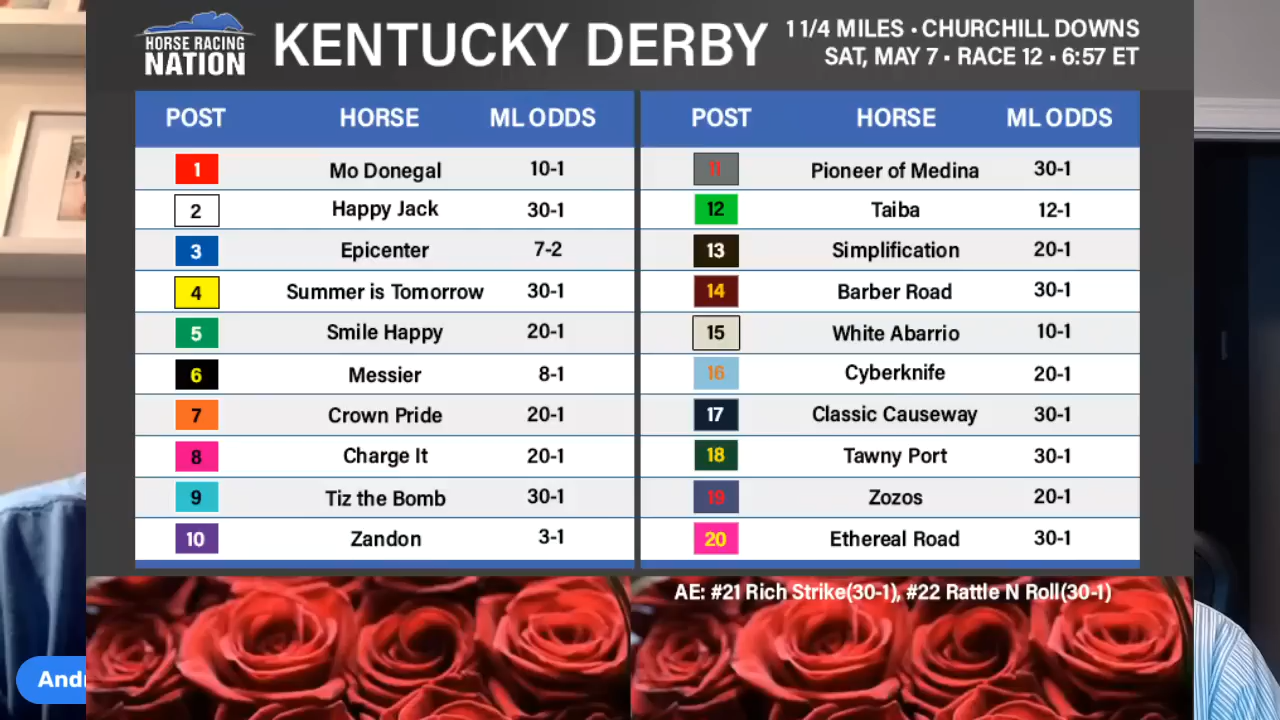 HORSE RACING
NATION
KENTUCKY DERBY
1 1/4 MILES • CHURCHILL DOWNS
SAT, MAY 7 • RACE 12 • 6:57 ET
POST HORSE ML ODDS
1 Mo Donegal 10-1
2 Happy Jack 30-1
3 Epicenter 7-2
4 Summer is Tomorrow 30-1
5 Smile Happy 20-1
6 Messier 8-1
7 Crown Pride 20-1
8 Charge It 20-1
9 Tiz the Bomb 30-1
10 Zandon 3-1
POST HORSE ML ODDS
11 Pioneer of Medina 30-1
12 Taiba 12-1
13 Simplification 20-1
14 Barber Road 30-1
15 White Abarrio 10-1
16 Cyberknife 20-1
17 Classic Causeway 30-1
18 Tawny Port 30-1
19 Zozos 20-1
20 Ethereal Road 30-1
AE: #21 Rich Strike(30-1), #22 Rattle N Roll(30-1)